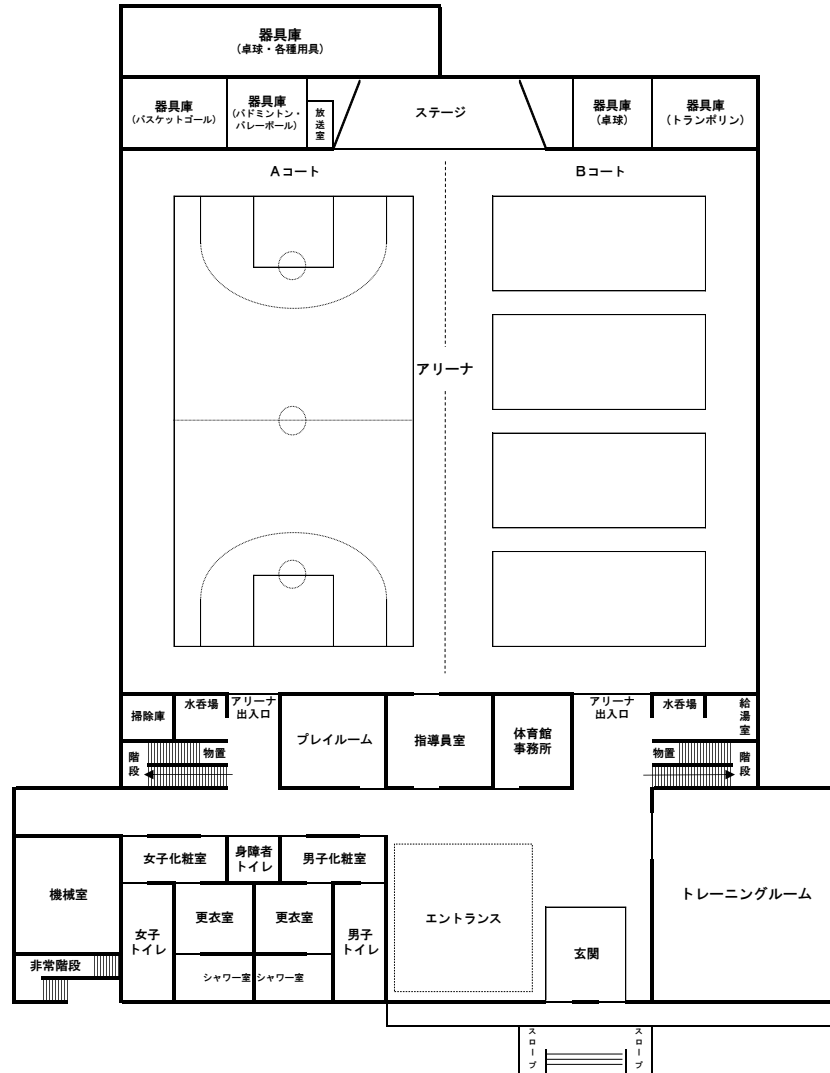 器具庫
(卓球・各種用具)
器具庫
(バスケットゴール)
器具庫
(バドミントン・
バレーボール)
放送室
ステージ
器具庫
(卓球)
器具庫
(トランポリン)
Aコート
Bコート
アリーナ
掃除庫
水呑場
アリーナ
出入口
プレイルーム
指導員室
体育館
事務所
アリーナ
出入口
水呑場
給湯室
階段
物置
物置
階段
女子化粧室
身障者
トイレ
男子化粧室
機械室
女子
トイレ
更衣室
更衣室
男子
トイレ
エントランス
玄関
トレーニングルーム
非常階段
シャワー室
シャワー室
スロープ
スロープ